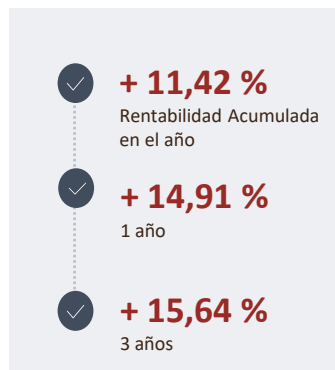 + 11,42 %
Rentabilidad Acumulada
en el año
+ 14,91 %
1 año
+ 15,64 %
3 años